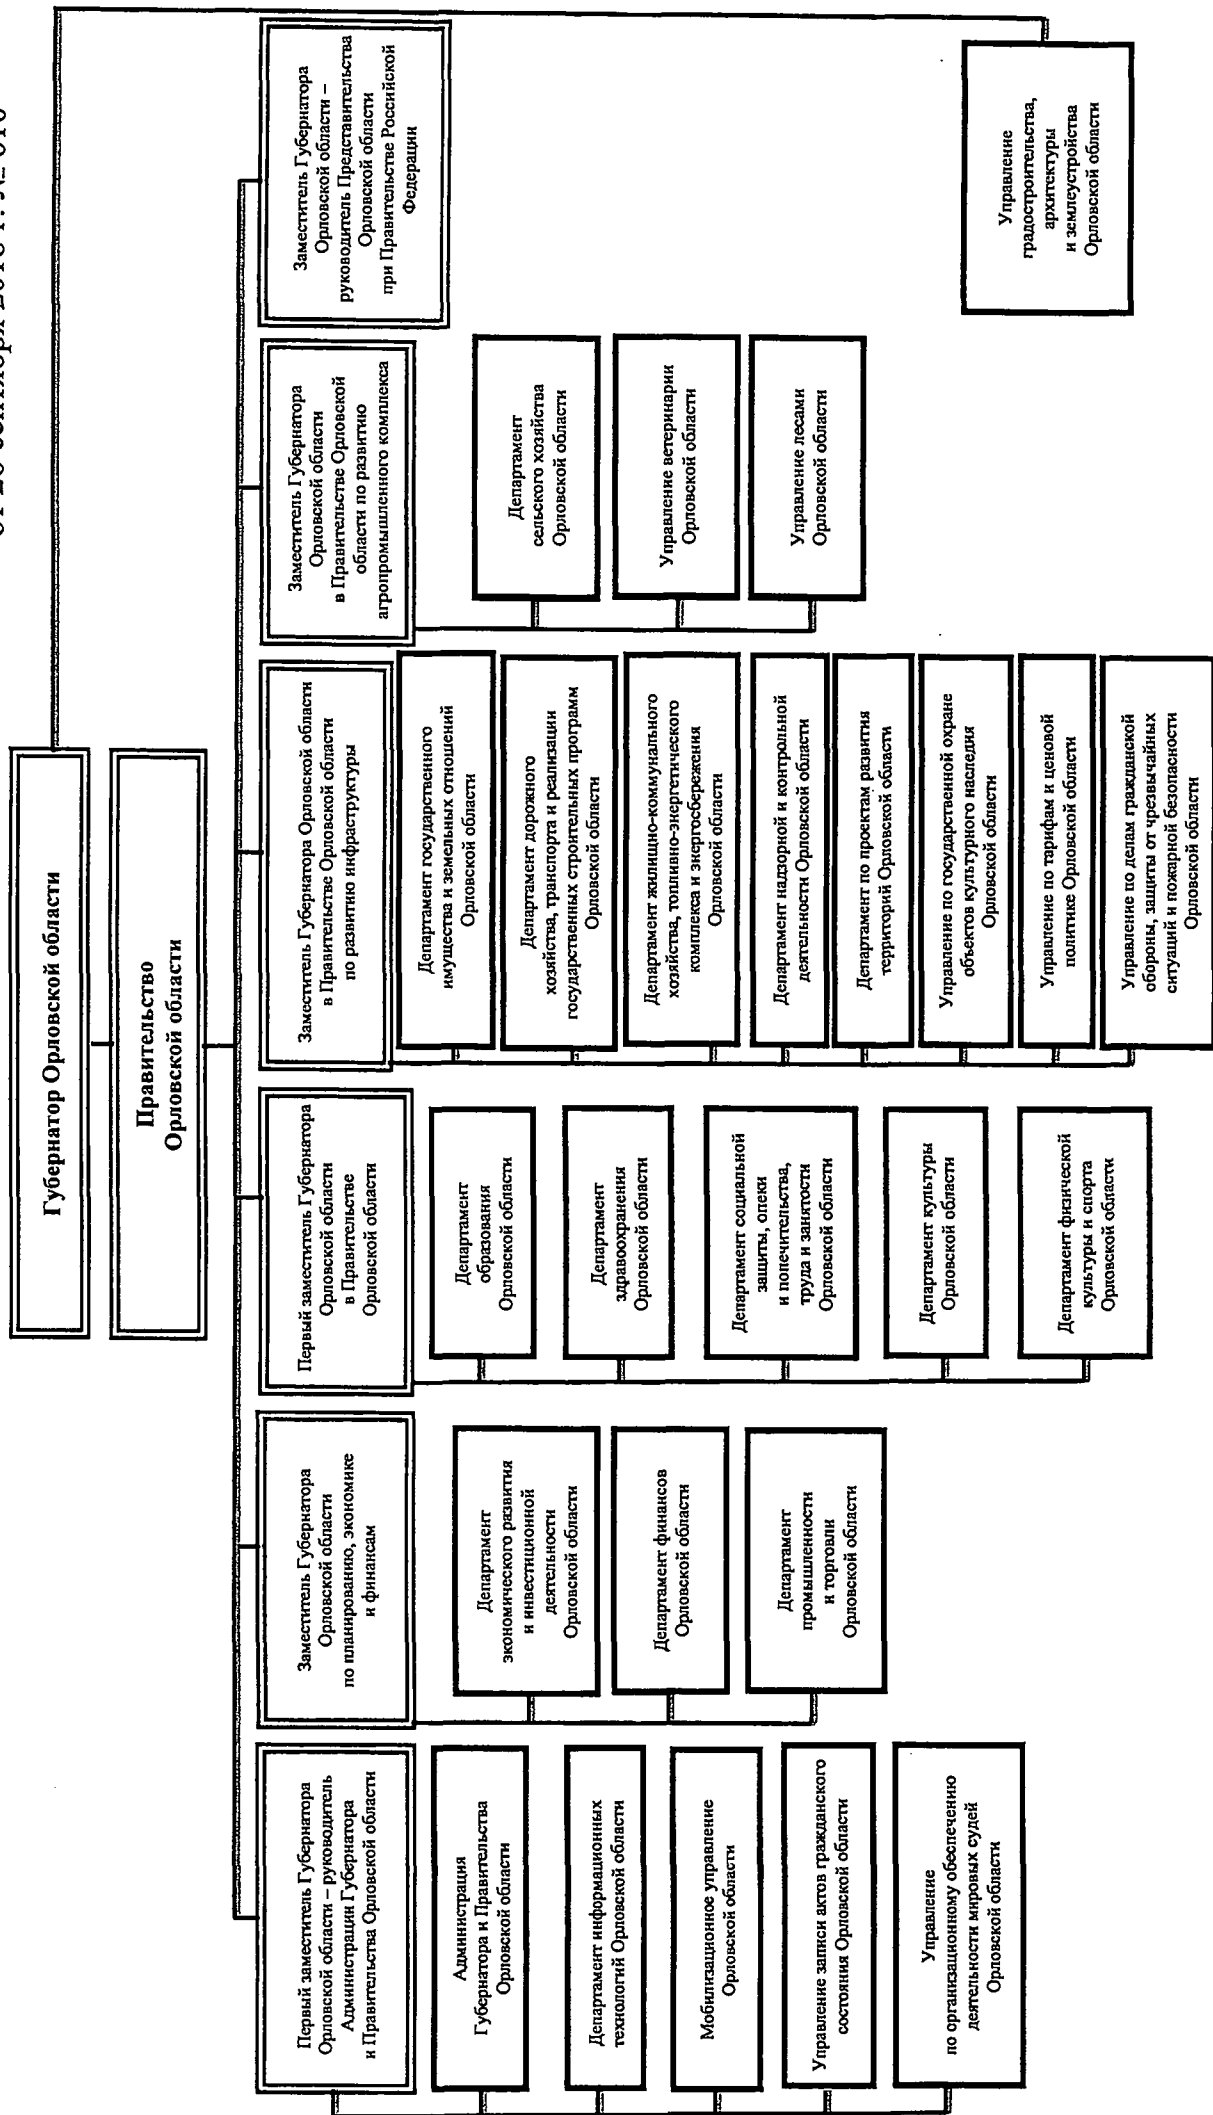 Губернатор Орловской области
Правительство
Орловской области
Первый заместитель Губернатора
Орловской области – руководитель
Администрации Губернатора
и Правительства Орловской области
Администрация
Губернатора и Правительства
Орловской области
Департамент информационных
технологий Орловской области
Мобилизационное управление
Орловской области
Управление записи актов гражданского
состояния Орловской области
Управление
по организационному обеспечению
деятельности мировых судей
Орловской области
Заместитель Губернатора
Орловской области
по планированию, экономике
и финансам
Департамент
экономического развития
и инвестиционной
деятельности
Орловской области
Департамент финансов
Орловской области
Департамент
промышленности
и торговли
Орловской области
Первый заместитель Губернатора
Орловской области
в Правительстве
Орловской области
Департамент
образования
Орловской области
Департамент
здравоохранения
Орловской области
Департамент социальной
защиты, опеки
и попечительства,
труда и занятости
Орловской области
Департамент культуры
Орловской области
Департамент физической
культуры и спорта
Орловской области
Заместитель Губернатора Орловской области
в Правительстве Орловской области
по развитию инфраструктуры
Департамент государственного
имущества и земельных отношений
Орловской области
Департамент дорожного
хозяйства, транспорта и реализации
государственных строительных программ
Орловской области
Департамент жилищно-коммунального
хозяйства, топливно-энергетического
комплекса и энергосбережения
Орловской области
Департамент надзорной и контрольной
деятельности Орловской области
Департамент по проектам развития
территорий Орловской области
Управление по государственной охране
объектов культурного наследия
Орловской области
Управление по тарифам и ценовой
политике Орловской области
Управление по делам гражданской
обороны, защиты от чрезвычайных
ситуаций и пожарной безопасности
Орловской области
Заместитель Губернатора
Орловской области
в Правительстве Орловской
области по развитию
агропромышленного комплекса
Департамент
сельского хозяйства
Орловской области
Управление ветеринарии
Орловской области
Управление лесами
Орловской области
Заместитель Губернатора
Орловской области –
руководитель Представительства
Орловской области
при Правительстве Российской
Федерации
Управление
градостроительства,
архитектуры
и землеустройства
Орловской области